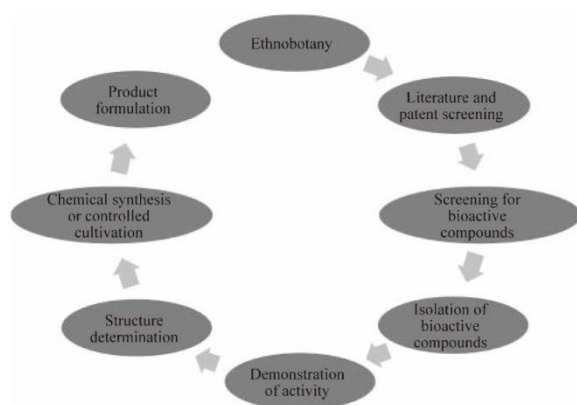 Ethnobotany
Literature and
patent screening
Screening for
bioactive compounds
Isolation of
bioactive
compounds
Demonstration
of activity
Structure
determination
Chemical synthesis
or controlled
cultivation
Product
formulation